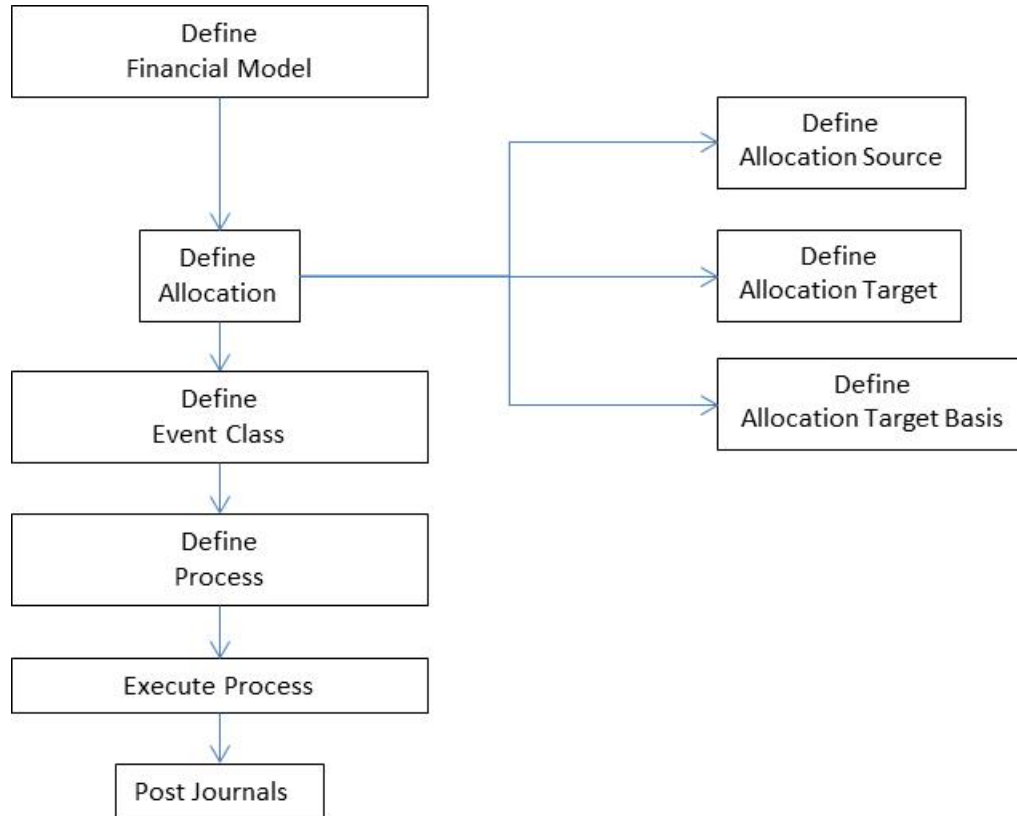 Define
Financial Model
Define
Allocation Source
Define
Allocation
Define
Allocation Target
Define
Allocation Target Basis
Define
Event Class
Define
Process
Execute Process
Post Journals